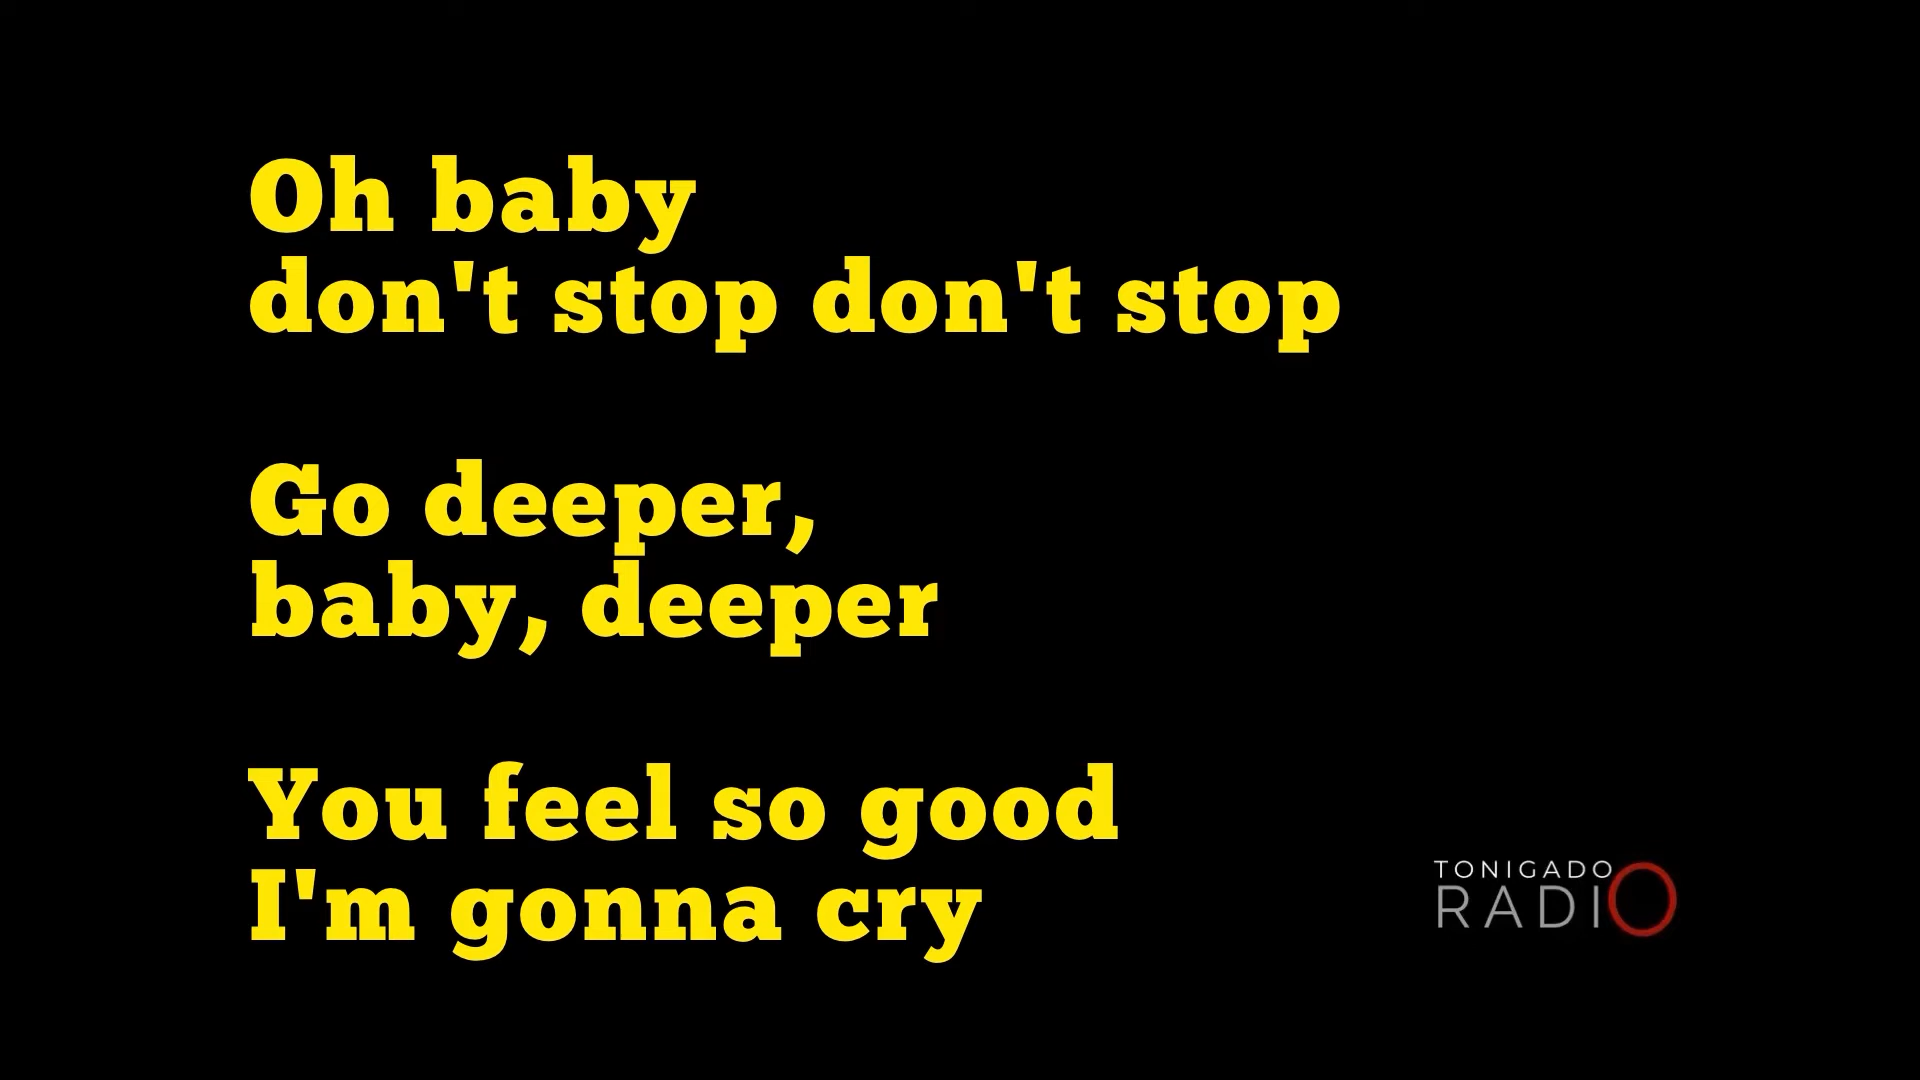 Oh baby
don't stop don't stop
Go deeper,
baby, deeper
You feel so good
I'm gonna cry
TONIGADO
RADIO